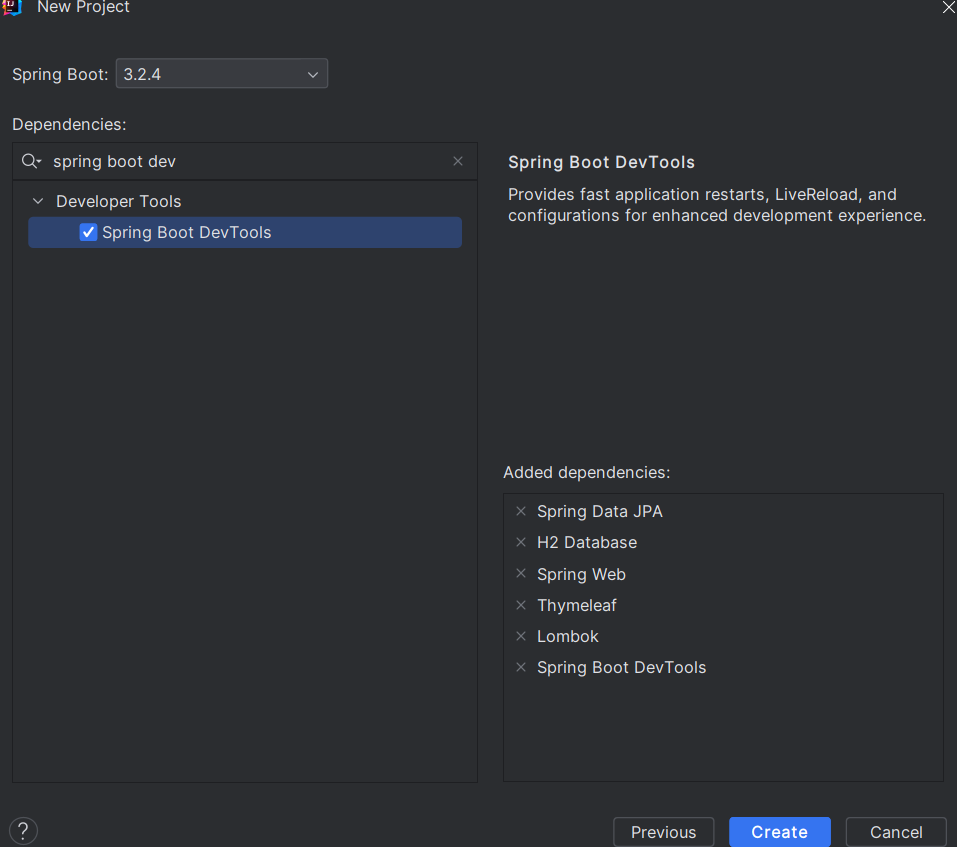 New Project
Spring Boot: 3.2.4
Dependencies:
spring boot dev
Developer Tools
Spring Boot DevTools
Spring Boot DevTools
Provides fast application restarts, LiveReload, and
configurations for enhanced development experience.
Added dependencies:
Spring Data JPA
H2 Database
Spring Web
Thymeleaf
Lombok
Spring Boot DevTools
? Previous Create Cancel